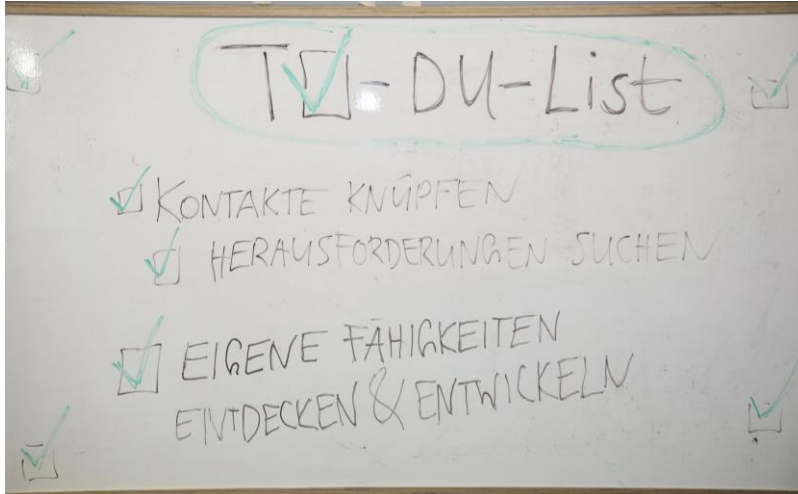 T☑-DU-List
☑ KONTAKTE KNÜPFEN
☑ HERAUSFORDERUNGEN SUCHEN
☑ EIGENE FÄHIGKEITEN
ENTDECKEN & ENTWICKELN